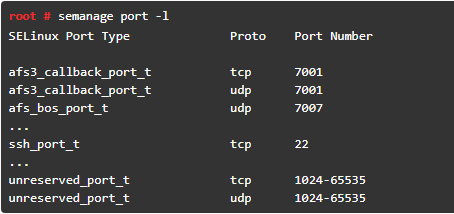 root # semanage port -l
SELinux Port Type Proto Port Number
afs3_callback_port_t tcp 7001
afs3_callback_port_t udp 7001
afs_bos_port_t udp 7007
...
ssh_port_t tcp 22
...
unreserved_port_t tcp 1024-65535
unreserved_port_t udp 1024-65535